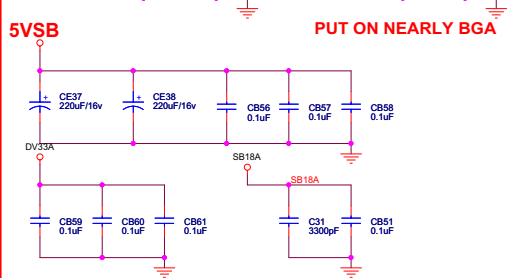 5VSB
PUT ON NEARLY BGA
CE37
220uF/16v
CE38
220uF/16v
CB56
0.1uF
CB57
0.1uF
CB58
0.1uF
DV33A
SB18A
SB18A
CB59
0.1uF
CB60
0.1uF
CB61
0.1uF
C31
3300pF
CB51
0.1uF